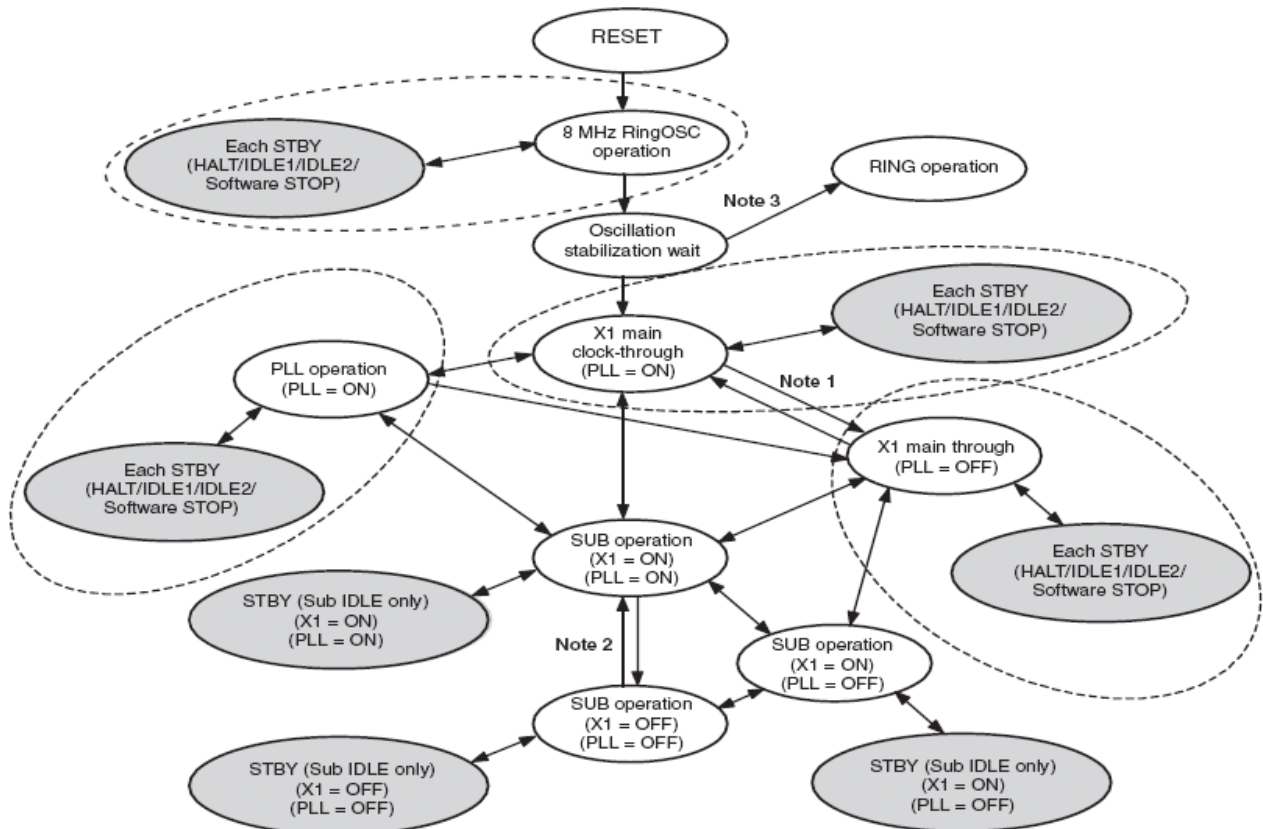 RESET
8 MHz RingOSC
operation
Each STBY
(HALT/IDLE1/IDLE2/
Software STOP)
RING operation
Note 3
Oscillation
stabilization wait
Each STBY
(HALT/IDLE1/IDLE2/
Software STOP)
X1 main
clock-through
(PLL = ON)
PLL operation
(PLL = ON)
Note 1
X1 main through
(PLL = OFF)
Each STBY
(HALT/IDLE1/IDLE2/
Software STOP)
SUB operation
(X1 = ON)
(PLL = ON)
Each STBY
(HALT/IDLE1/IDLE2/
Software STOP)
STBY (Sub IDLE only)
(X1 = ON)
(PLL = ON)
Note 2
SUB operation
(X1 = ON)
(PLL = OFF)
SUB operation
(X1 = OFF)
(PLL = OFF)
STBY (Sub IDLE only)
(X1 = OFF)
(PLL = OFF)
STBY (Sub IDLE only)
(X1 = ON)
(PLL = OFF)